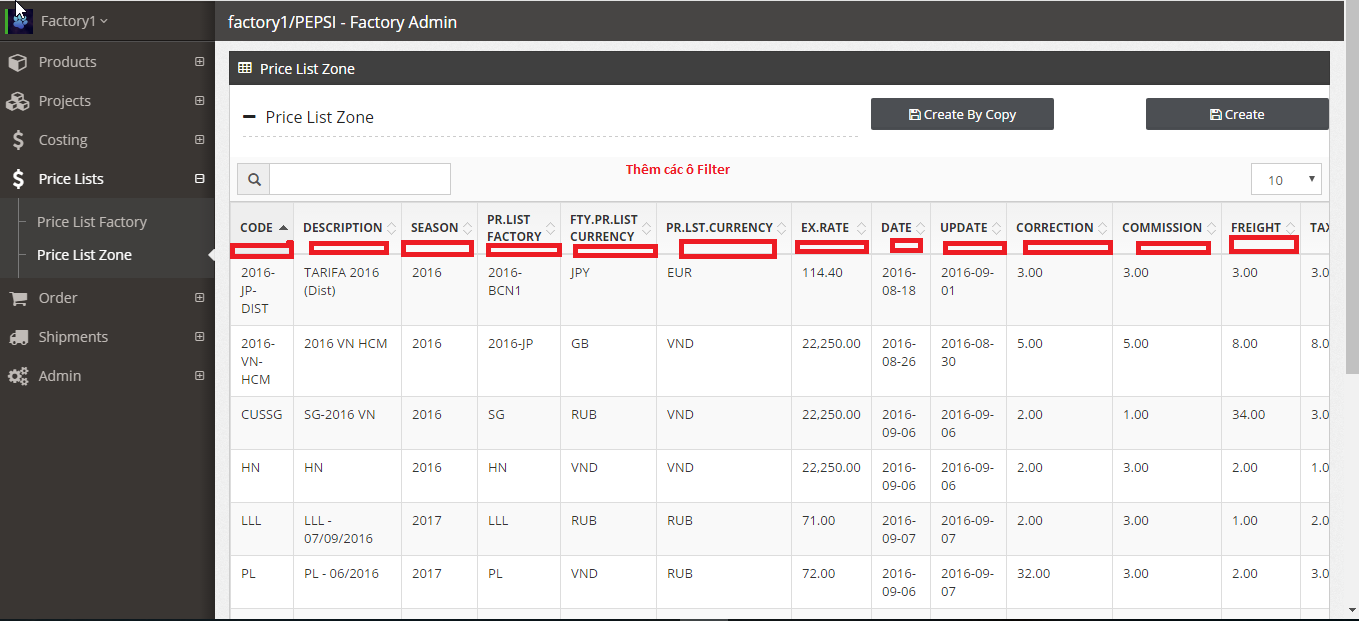 Factory1
factory1/PEPSI - Factory Admin
Products
Projects
Costing
Price Lists
Price List Factory
Price List Zone
Order
Shipments
Admin
Price List Zone
Price List Zone
Create By Copy
Create
Thêm các ô Filter
10
CODE DESCRIPTION SEASON PR.LIST FACTORY FTY.PR.LIST CURRENCY PR.LST.CURRENCY EX.RATE DATE UPDATE CORRECTION COMMISSION FREIGHT TAX
2016-JP-DIST TARIFA 2016 (Dist) 2016 2016-BCN1 JPY EUR 114.40 2016-08-18 2016-09-01 3.00 3.00 3.00 3.0
2016-VN-HCM 2016 VN HCM 2016 2016-JP GB VND 22,250.00 2016-08-26 2016-08-30 5.00 5.00 8.00 8.0
CUSSG SG-2016 VN 2016 SG RUB VND 22,250.00 2016-09-06 2016-09-06 2.00 1.00 34.00 3.0
HN HN 2016 HN VND VND 22,250.00 2016-09-06 2016-09-06 2.00 3.00 2.00 1.0
LLL LLL - 07/09/2016 2017 LLL RUB RUB 71.00 2016-09-07 2016-09-07 2.00 3.00 1.00 2.0
PL PL - 06/2016 2017 PL VND RUB 72.00 2016-09-06 2016-09-07 32.00 3.00 2.00 3.0